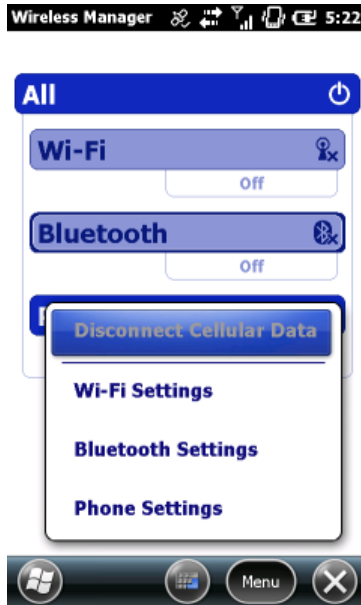 Wireless Manager 5:22
All
Wi-Fi
Off
Bluetooth
Off
Disconnect Cellular Data
Wi-Fi Settings
Bluetooth Settings
Phone Settings
Menu